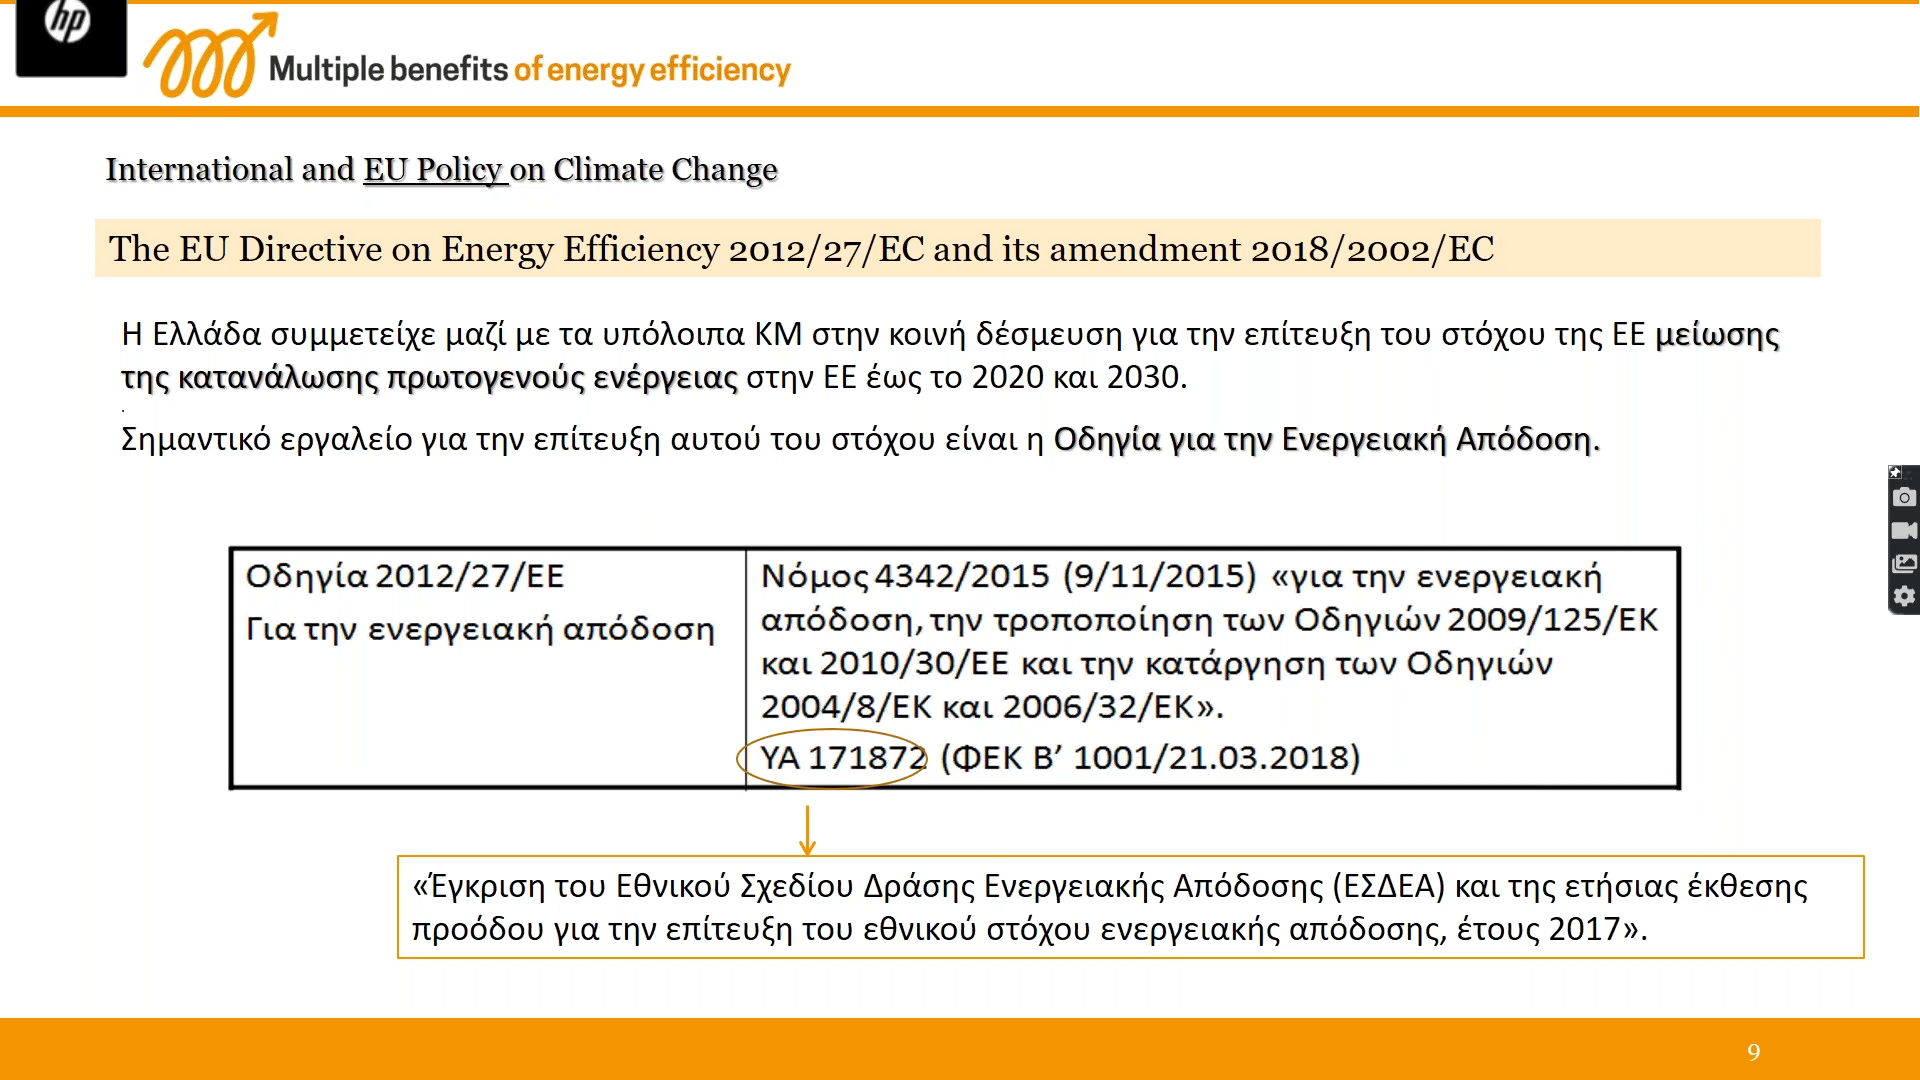 hp
Multiple benefits of energy efficiency
International and EU Policy on Climate Change
The EU Directive on Energy Efficiency 2012/27/EC and its amendment 2018/2002/EC
Η Ελλάδα συμμετείχε μαζί με τα υπόλοιπα ΚΜ στην κοινή δέσμευση για την επίτευξη του στόχου της ΕΕ μείωσης
της κατανάλωσης πρωτογενούς ενέργειας στην ΕΕ έως το 2020 και 2030.
.
Σημαντικό εργαλείο για την επίτευξη αυτού του στόχου είναι η Οδηγία για την Ενεργειακή Απόδοση.
Οδηγία 2012/27/ΕΕ
Για την ενεργειακή απόδοση
Νόμος 4342/2015 (9/11/2015) «για την ενεργειακή
απόδοση, την τροποποίηση των Οδηγιών 2009/125/ΕΚ
και 2010/30/ΕΕ και την κατάργηση των Οδηγιών
2004/8/ΕΚ και 2006/32/ΕΚ».
ΥΑ 171872 (ΦΕΚ Β’ 1001/21.03.2018)
«Έγκριση του Εθνικού Σχεδίου Δράσης Ενεργειακής Απόδοσης (ΕΣΔΕΑ) και της ετήσιας έκθεσης
προόδου για την επίτευξη του εθνικού στόχου ενεργειακής απόδοσης, έτους 2017».
9